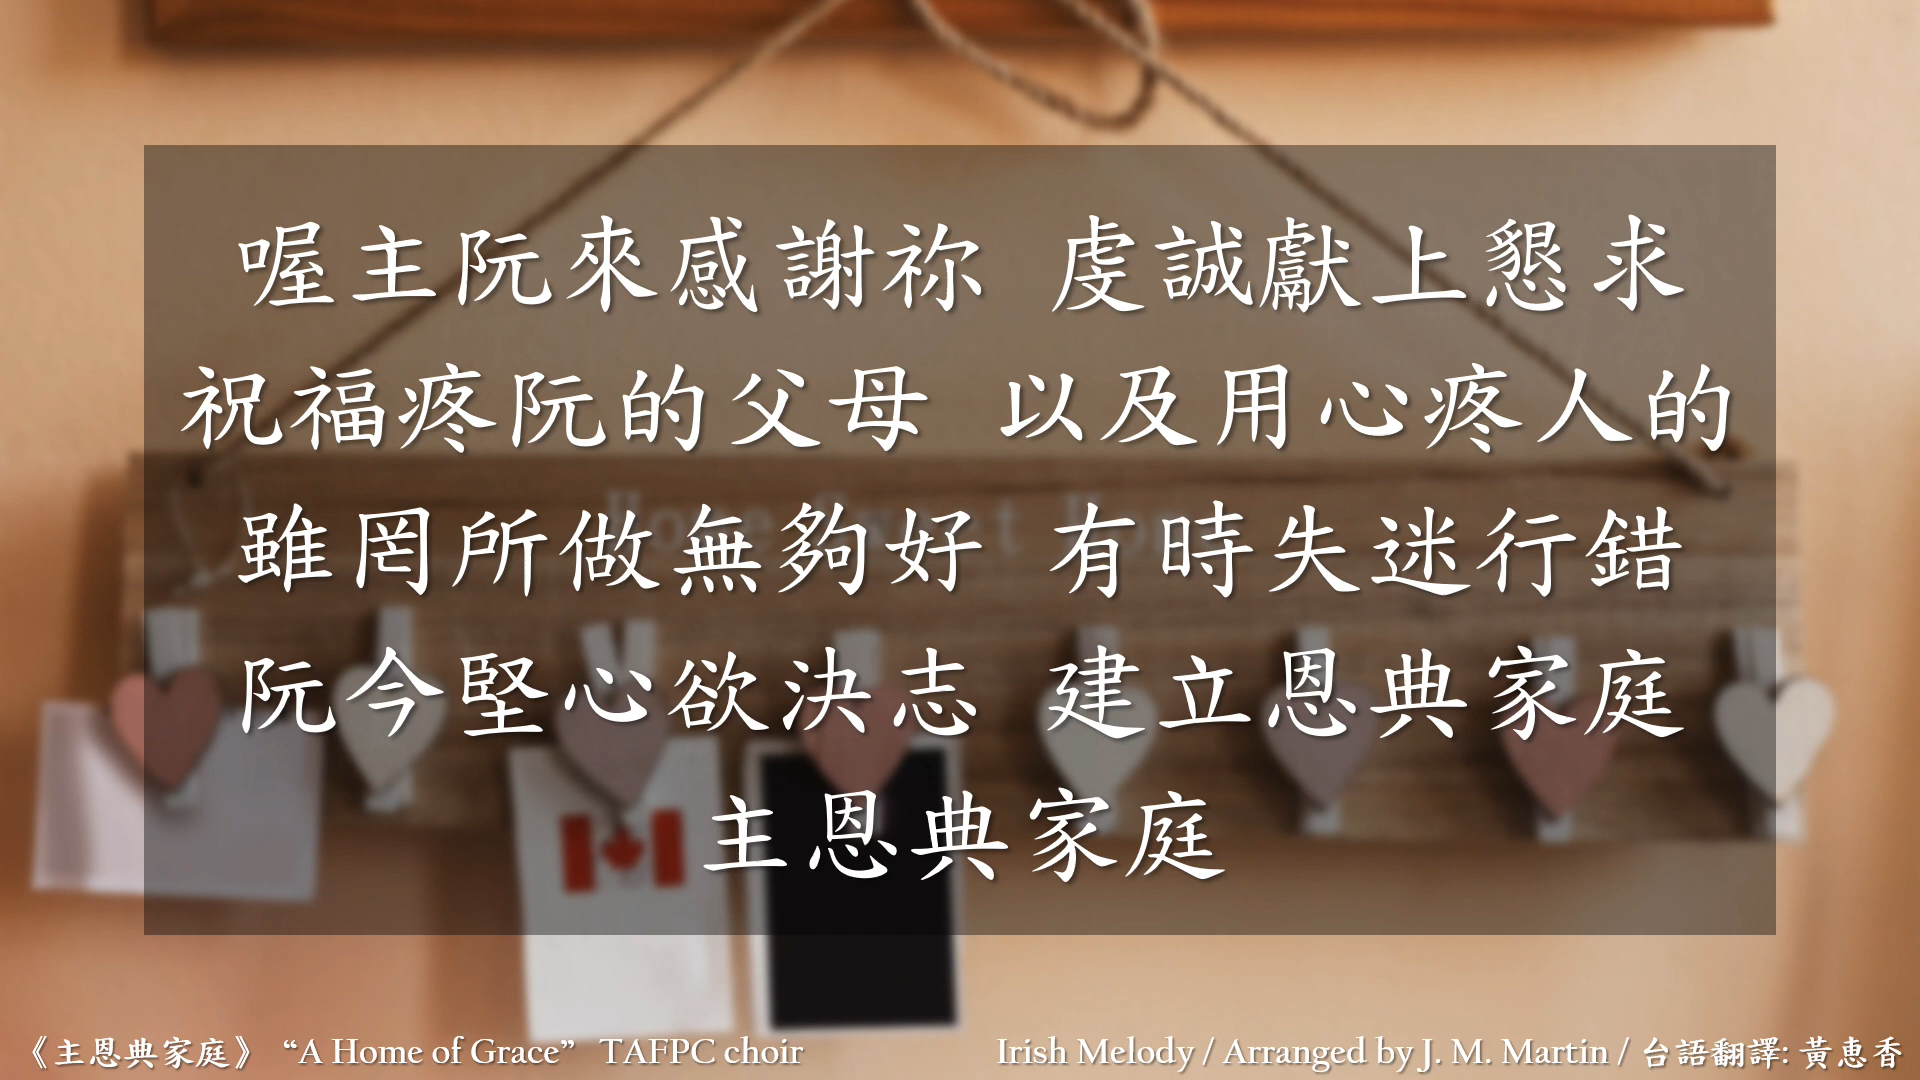 喔主阮來感謝祢 虔誠獻上懇求
祝福疼阮的父母 以及用心疼人的
雖罔所做無夠好 有時失迷行錯
阮今堅心欲決志 建立恩典家庭
主恩典家庭
《主恩典家庭》“A Home of Grace” TAFPC choir
Irish Melody / Arranged by J. M. Martin / 台語翻譯: 黃惠香